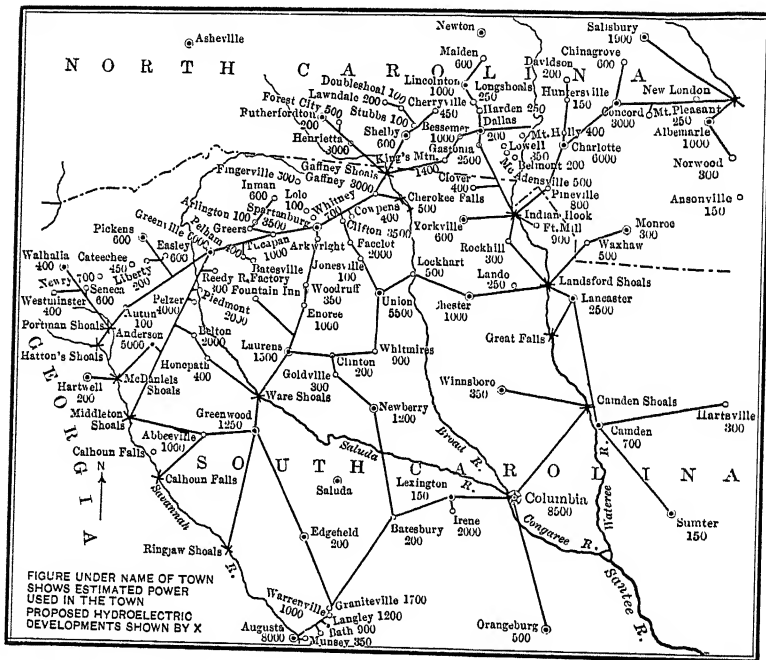 Newton
Salisbury
1900
Asheville
Maiden
600
Davidson
200
Chinagrove
600
NORTH CAROLINA
Lincolnton
1000
Doubleshoal 100
Lawndale 200
Longshoals
250
Huntersville
150
New London
Forest City 500
Stubbs 100
Cherryville
450
Harden 250
Mt. Pleasant
250
Rutherfordton
200
Bessemer
1000
Dallas
200
Mt. Holly 400
Concord
3000
Albemarle
1000
Shelby
600
Lowell
350
Henrietta
3000
Gastonia
2500
Charlotte
6000
King's Mtn.
1400
Belmont 200
Norwood
300
Gaffney Shoals
Gaffney 3000
Fingerville 300
Clover
400
Adensville 500
Pineville
800
Inman
600
Lolo
100
Cherokee Falls
500
Ansonville
150
Whitney
700
Arlington 100
Spartanburg
3500
Cowpens
400
Indian Hook
Greenville 6000
Pelham
400
Greers
Clifton 3500
Yorkville
600
Ft. Mill
900
Monroe
300
Pickens
600
Leapan
1000
Arkwright
Pacolet
2000
Rockhill
300
Waxhaw
500
Walhalla
400
Cateechee
450
Easley
600
Batesville
Jonesville
100
Lockhart
500
Newry 700
Liberty
200
Reedy R. Factory
300
Lando
250
Landsford Shoals
Seneca
600
Fountain Inn
Woodruff
350
Westminster
400
Pelzer
4000
Piedmont
2000
Union
5500
Chester
1000
Lancaster
2500
Autun
100
Enoree
1000
Portman Shoals
Anderson
5000
Belton
2000
Great Falls
Hatton's Shoals
Laurens
1500
Whitmires
900
Clinton
200
Honepath
400
GEORGIA
McDaniels
Shoals
Goldville
300
Winnsboro
350
Hartwell
200
Ware Shoals
Camden Shoals
Middleton
Shoals
Greenwood
1250
Newberry
1200
Hartsville
300
Abbeville
1000
Camden
700
Calhoun Falls
Broad R.
Wateree R.
SOUTH CAROLINA
Saluda R.
Calhoun Falls
Lexington
150
N
Saluda
Columbia
8500
Savannah R.
Sumter
150
Irene
2000
Edgefield
200
Batesbury
200
Congaree R.
Ringjaw Shoals
Santee R.
FIGURE UNDER NAME OF TOWN
SHOWS ESTIMATED POWER
USED IN THE TOWN
PROPOSED HYDROELECTRIC
DEVELOPMENTS SHOWN BY X
Warrenville
1000
Graniteville 1700
Langley 1200
Bath 900
Augusta
8000
Munsey 350
Orangeburg
500